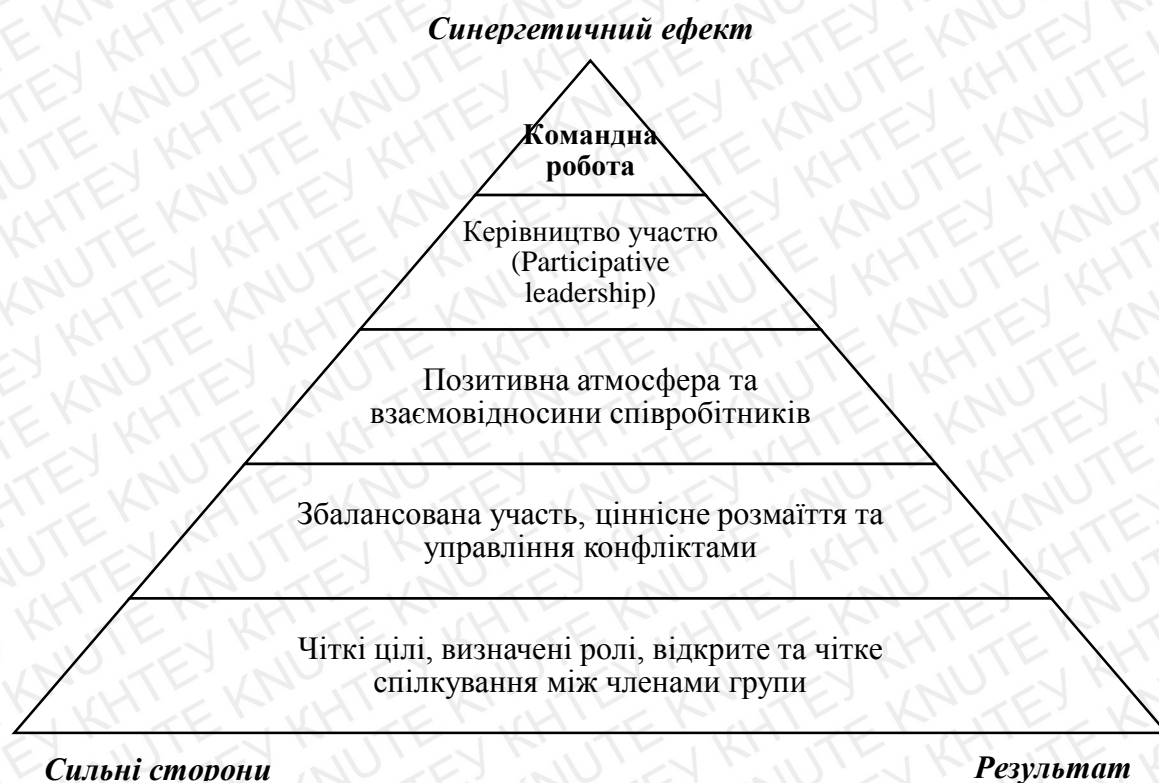 Синергетичний ефект
Командна
робота
Керівництво участю
(Participative
leadership)
Позитивна атмосфера та
взаємовідносини співробітників
Збалансована участь, ціннісне розмаїття та
управління конфліктами
Чіткі цілі, визначені ролі, відкрите та чітке
спілкування між членами групи
Сильні сторони
Результат